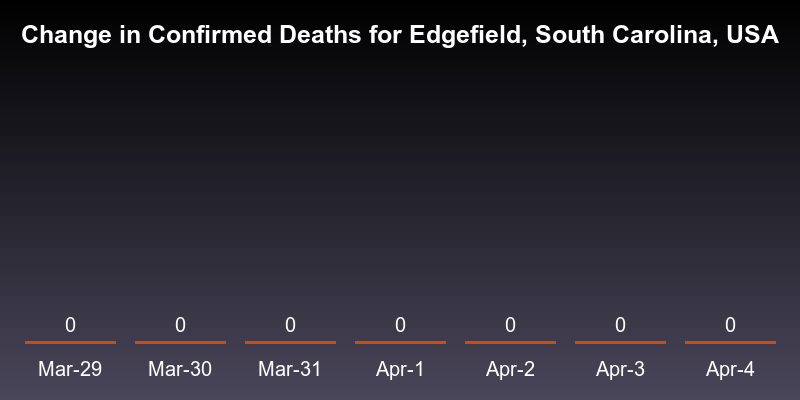 Change in Confirmed Deaths for Edgefield, South Carolina, USA
0 0 0 0 0 0 0
Mar-29 Mar-30 Mar-31 Apr-1 Apr-2 Apr-3 Apr-4